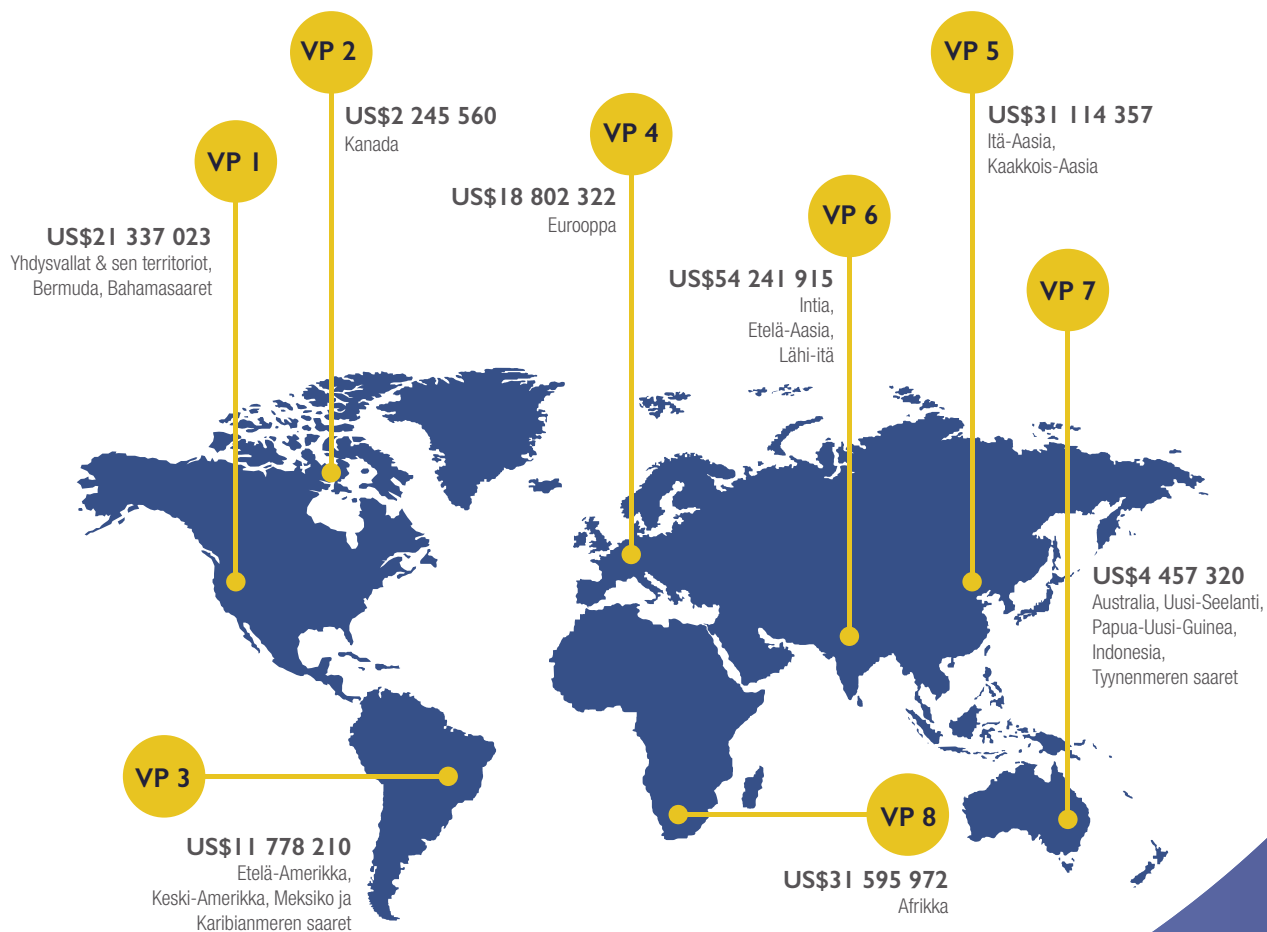 VP 1
US$21 337 023
Yhdysvallat & sen territoriot,
Bermuda, Bahamasaaret
VP 2
US$2 245 560
Kanada
VP 3
US$11 778 210
Etelä-Amerikka,
Keski-Amerikka, Meksiko ja
Karibianmeren saaret
VP 4
US$18 802 322
Eurooppa
VP 5
US$31 114 357
Itä-Aasia,
Kaakkois-Aasia
VP 6
US$54 241 915
Intia,
Etelä-Aasia,
Lähi-itä
VP 7
US$4 457 320
Australia, Uusi-Seelanti,
Papua-Uusi-Guinea,
Indonesia,
Tyynenmeren saaret
VP 8
US$31 595 972
Afrikka